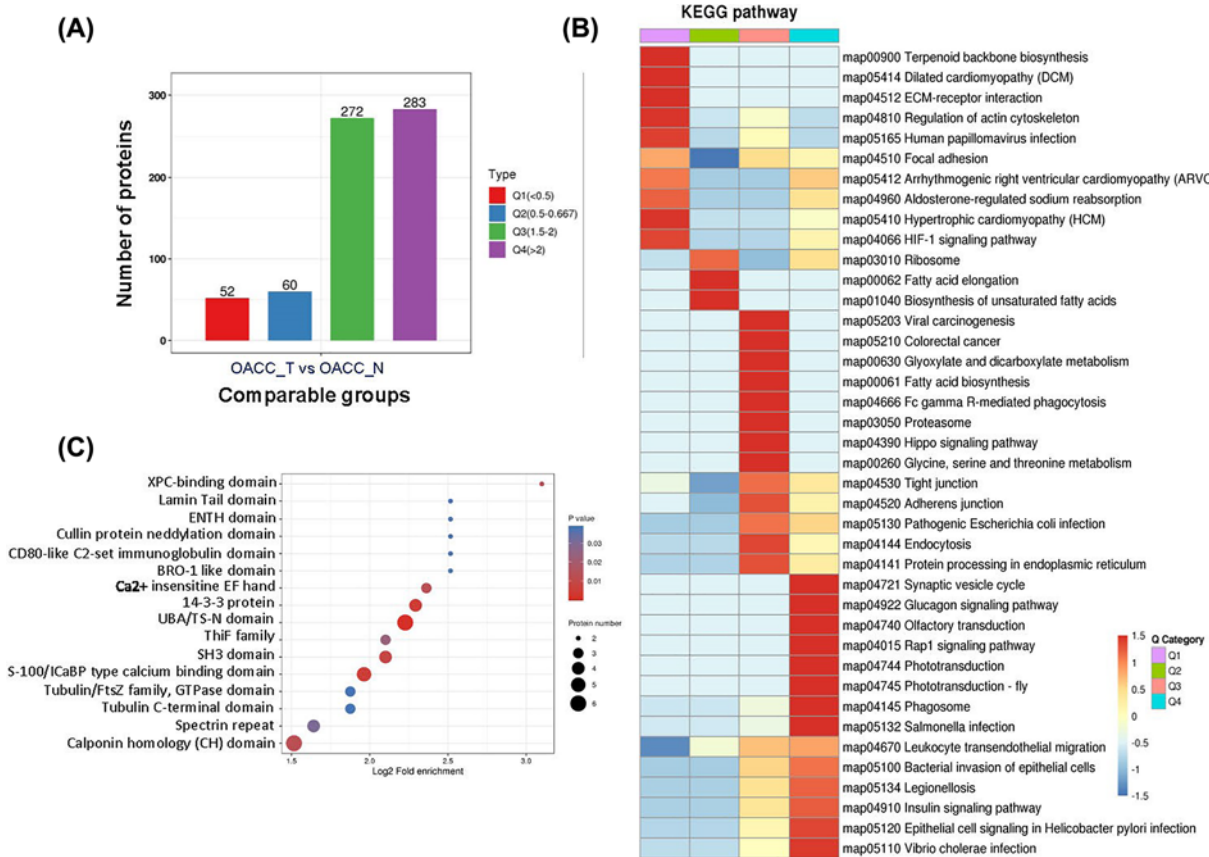 (A)
300
200
100
0
52
60
272
283
Number of proteins
OACC_T vs OACC_N
Comparable groups
Type
Q1(<0.5)
Q2(0.5-0.667)
Q3(1.5-2)
Q4(>2)
(B)
KEGG pathway
map00900 Terpenoid backbone biosynthesis
map05414 Dilated cardiomyopathy (DCM)
map04512 ECM-receptor interaction
map04810 Regulation of actin cytoskeleton
map05165 Human papillomavirus infection
map04510 Focal adhesion
map05412 Arrhythmogenic right ventricular cardiomyopathy (ARVC
map04960 Aldosterone-regulated sodium reabsorption
map05410 Hypertrophic cardiomyopathy (HCM)
map04066 HIF-1 signaling pathway
map03010 Ribosome
map00062 Fatty acid elongation
map01040 Biosynthesis of unsaturated fatty acids
map05203 Viral carcinogenesis
map05210 Colorectal cancer
map00630 Glyoxylate and dicarboxylate metabolism
map00061 Fatty acid biosynthesis
map04666 Fc gamma R-mediated phagocytosis
map03050 Proteasome
map04390 Hippo signaling pathway
map00260 Glycine, serine and threonine metabolism
map04530 Tight junction
map04520 Adherens junction
map05130 Pathogenic Escherichia coli infection
map04144 Endocytosis
map04141 Protein processing in endoplasmic reticulum
map04721 Synaptic vesicle cycle
map04922 Glucagon signaling pathway
map04740 Olfactory transduction
map04015 Rap1 signaling pathway
map04744 Phototransduction
map04745 Phototransduction - fly
map04145 Phagosome
map05132 Salmonella infection
map04670 Leukocyte transendothelial migration
map05100 Bacterial invasion of epithelial cells
map05134 Legionellosis
map04910 Insulin signaling pathway
map05120 Epithelial cell signaling in Helicobacter pylori infection
map05110 Vibrio cholerae infection
Q Category
Q1
Q2
Q3
Q4
1.5
1
0.5
0
-0.5
-1
-1.5
(C)
XPC-binding domain
Lamin Tail domain
ENTH domain
Cullin protein neddylation domain
CD80-like C2-set immunoglobulin domain
BRO-1 like domain
Ca2+ insensitine EF hand
14-3-3 protein
UBA/TS-N domain
ThiF family
SH3 domain
S-100/ICaBP type calcium binding domain
Tubulin/FtsZ family, GTPase domain
Tubulin C-terminal domain
Spectrin repeat
Calponin homology (CH) domain
1.5
2.0
2.5
3.0
Log2 Fold enrichment
P value
0.03
0.02
0.01
Protein number
2
3
4
5
6